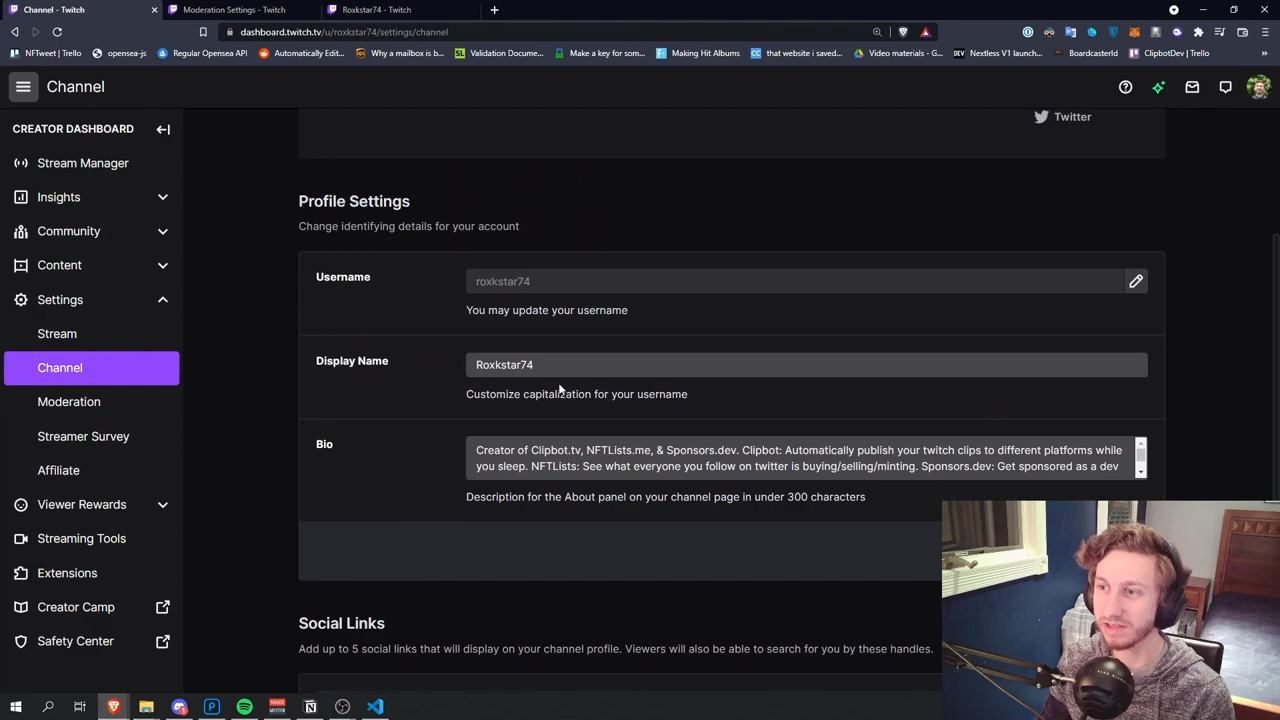 Channel - Twitch
Moderation Settings - Twitch
Roxkstar74 - Twitch
dashboard.twitch.tv/u/roxkstar74/settings/channel
NFTweet | Trello
opensea-js
Regular Opensea API
Automatically Edit...
Why a mailbox is b...
Validation Docume...
Make a key for som...
Making Hit Albums
that website i saved...
Video materials - G...
Nextless V1 launch...
BoardcasterId
ClipbotDev | Trello
Channel
CREATOR DASHBOARD
Stream Manager
Insights
Community
Content
Settings
Stream
Channel
Moderation
Streamer Survey
Affiliate
Viewer Rewards
Streaming Tools
Extensions
Creator Camp
Safety Center
Twitter
Profile Settings
Change identifying details for your account
Username
roxkstar74
You may update your username
Display Name
Roxkstar74
Customize capitalization for your username
Bio
Creator of Clipbot.tv, NFTLists.me, & Sponsors.dev. Clipbot: Automatically publish your twitch clips to different platforms while
you sleep. NFTLists: See what everyone you follow on twitter is buying/selling/minting. Sponsors.dev: Get sponsored as a dev
Description for the About panel on your channel page in under 300 characters
Social Links
Add up to 5 social links that will display on your channel profile. Viewers will also be able to search for you by these handles.